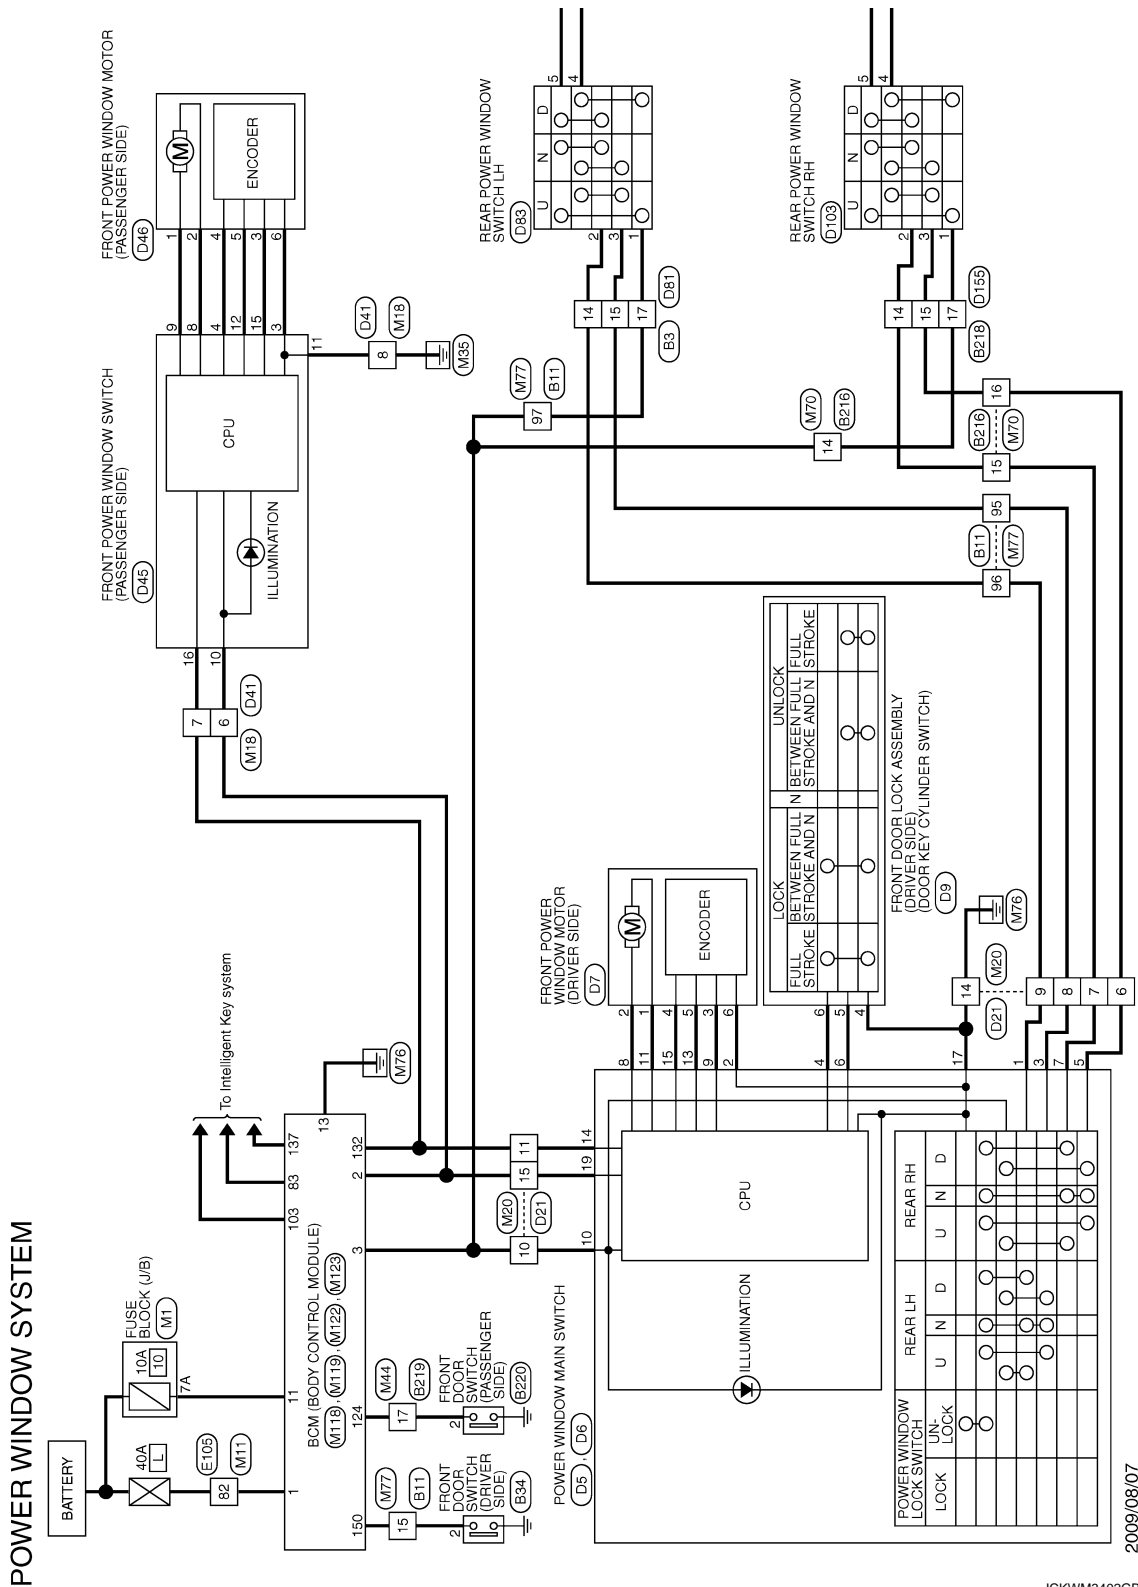 POWER WINDOW SYSTEM
BATTERY
40A
L
E105
82
M11
1
FUSE
BLOCK (J/B)
M1
10A
10
7A
11
To Intelligent Key system
103
83
137
BCM (BODY CONTROL MODULE)
M118 , M119 , M122 , M123
13
M76
150
124
3
2
132
M77
15
B11
2
FRONT
DOOR
SWITCH
(DRIVER
SIDE)
B34
M44
17
B219
2
FRONT
DOOR
SWITCH
(PASSENGER
SIDE)
B220
M20
10
15
11
D21
10
19
14
POWER WINDOW MAIN SWITCH
D5 , D6
ILLUMINATION
CPU
POWER WINDOW
LOCK SWITCH
LOCK
UN-
LOCK
REAR LH
U
N
D
REAR RH
U
N
D
8
11
15
13
9
2
4
6
17
1
3
7
5
2
1
4
5
3
6
FRONT POWER
WINDOW MOTOR
(DRIVER SIDE)
D7
M
ENCODER
6
5
4
LOCK
N
UNLOCK
FULL
STROKE
BETWEEN FULL
STROKE AND N
BETWEEN FULL
STROKE AND N
FULL
STROKE
FRONT DOOR LOCK ASSEMBLY
(DRIVER SIDE)
(DOOR KEY CYLINDER SWITCH)
D9
14
D21
M20
M76
9
8
7
6
7
6
M18
D41
16
10
FRONT POWER WINDOW SWITCH
(PASSENGER SIDE)
D45
ILLUMINATION
CPU
9
8
4
12
15
3
11
D41
8
M18
M35
1
2
4
5
3
6
FRONT POWER WINDOW MOTOR
(PASSENGER SIDE)
D46
M
ENCODER
M77
97
B11
M70
14
B216
B11
96
95
M77
B216
15
16
M70
14
15
17
B3
D81
2
3
1
REAR POWER WINDOW
SWITCH LH
D83
U
N
D
5
4
14
15
17
B218
D155
2
3
1
REAR POWER WINDOW
SWITCH RH
D103
U
N
D
5
4
2009/08/07